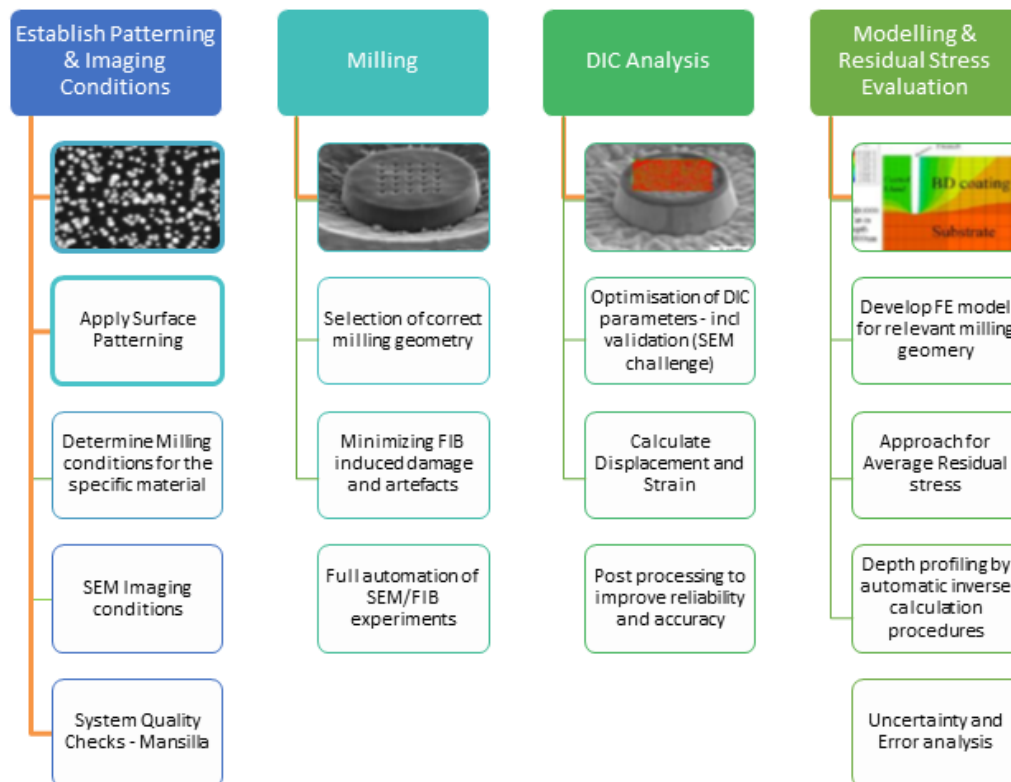 Establish Patterning
& Imaging
Conditions
Apply Surface
Patterning
Determine Milling
conditions for the
specific material
SEM Imaging
conditions
System Quality
Checks - Mansilla
Milling
Selection of correct
milling geometry
Minimizing FIB
induced damage
and artefacts
Full automation of
SEM/FIB
experiments
DIC Analysis
Optimisation of DIC
parameters - incl
validation (SEM
challenge)
Calculate
Displacement and
Strain
Post processing to
improve reliability
and accuracy
Modelling &
Residual Stress
Evaluation
BD coating
Substrate
Develop FE model
for relevant milling
geomery
Approach for
Average Residual
stress
Depth profiling by
automatic inverse
calculation
procedures
Uncertainty and
Error analysis